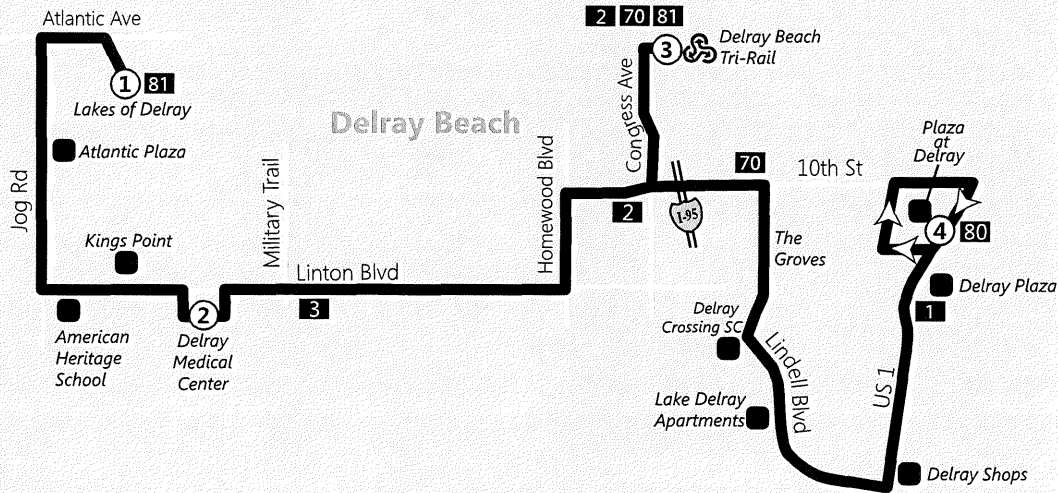 Atlantic Ave
1 81
Lakes of Delray
Atlantic Plaza
Jog Rd
Kings Point
American
Heritage
School
2
Delray
Medical
Center
Military Trail
Linton Blvd
3
Delray Beach
Homewood Blvd
2 70 81
3
Delray Beach
Tri-Rail
Congress Ave
2
I-95
70
10th St
The
Groves
Delray
Crossing SC
Lindell Blvd
Lake Delray
Apartments
Plaza
at
Delray
4 80
Delray Plaza
1
US 1
Delray Shops